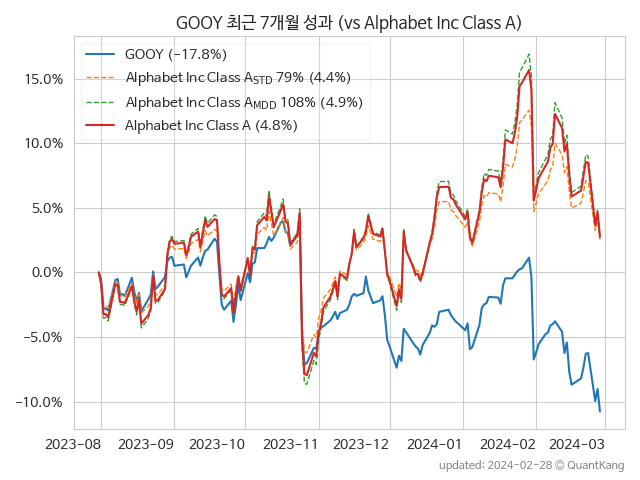 GOOY 최근 7개월 성과 (vs Alphabet Inc Class A)
GOOY (−17.8%)
Alphabet Inc Class A_STD 79% (4.4%)
Alphabet Inc Class A_MDD 108% (4.9%)
Alphabet Inc Class A (4.8%)
15.0%
10.0%
5.0%
0.0%
−5.0%
−10.0%
2023-08 2023-09 2023-10 2023-11 2023-12 2024-01 2024-02 2024-03
updated: 2024-02-28 © QuantKang